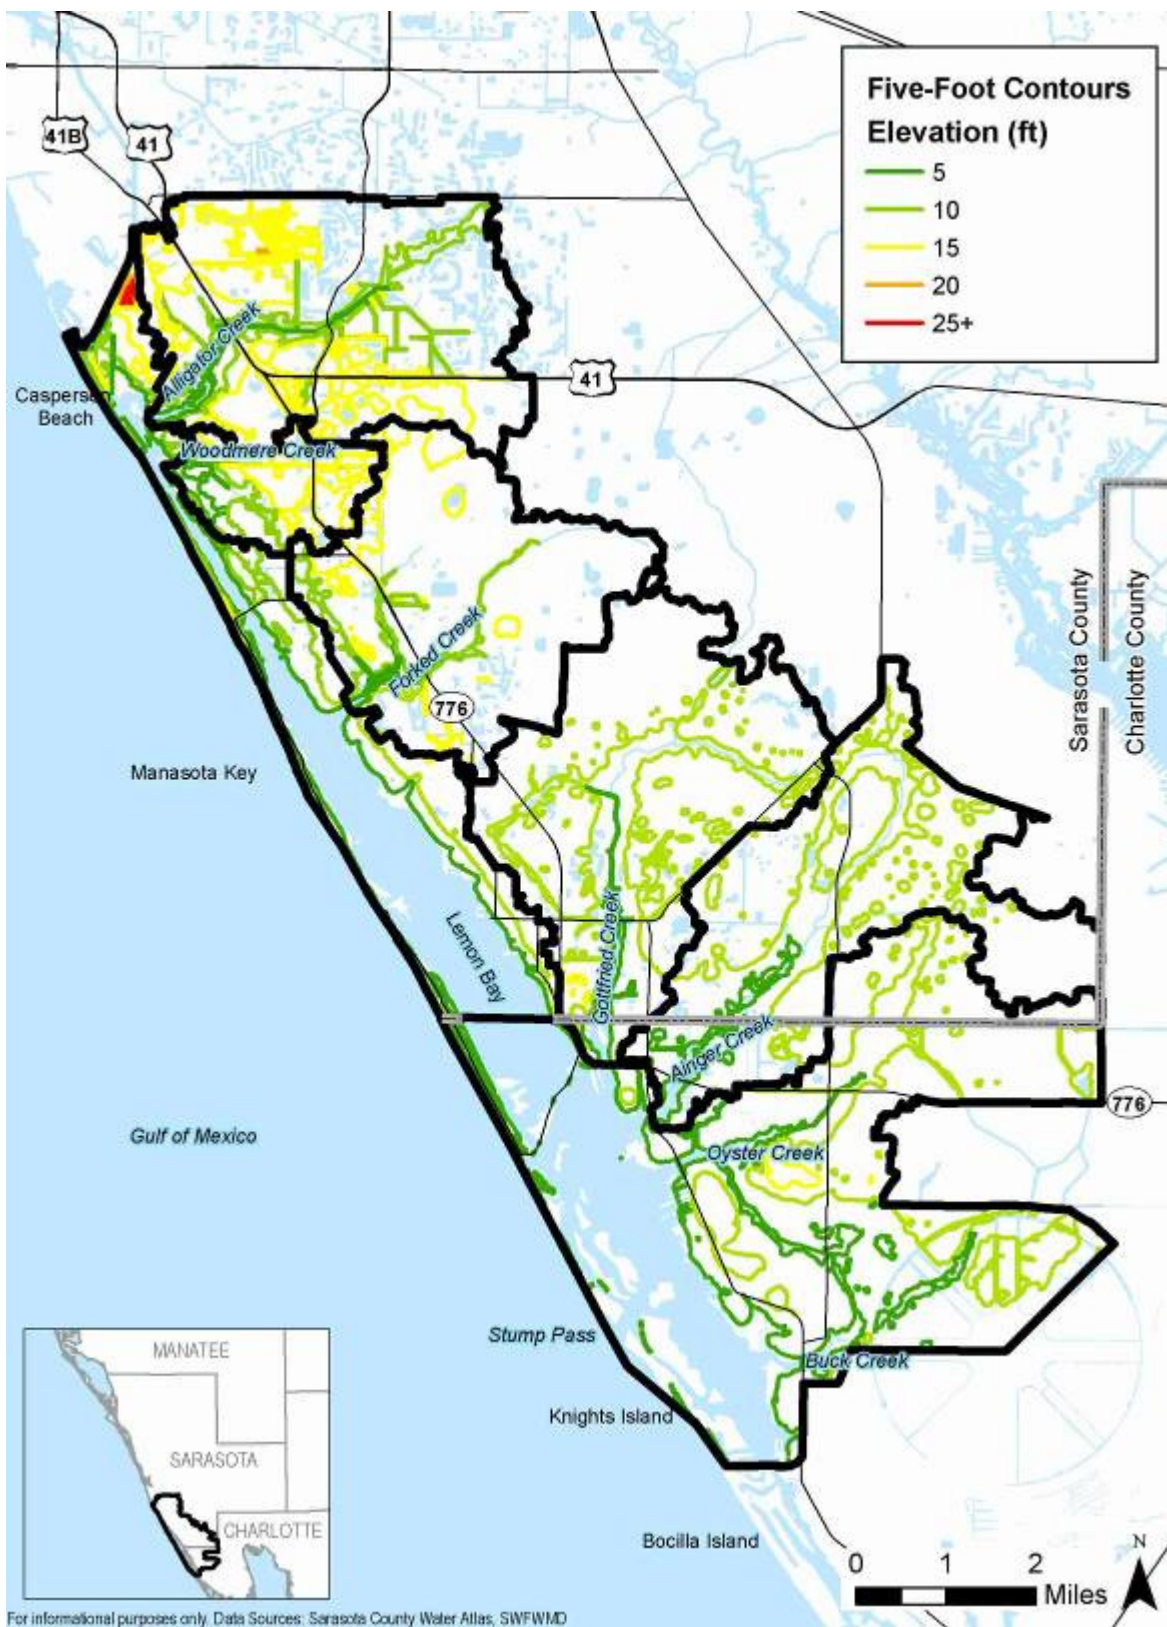 Five-Foot Contours
Elevation (ft)
5
10
15
20
25+
41B
41
Alligator Creek
41
Casperson
Beach
Woodmere Creek
Sarasota County
Charlotte County
Forked Creek
776
Manasota Key
Lemon Bay
Gottfried Creek
Ainger Creek
776
Gulf of Mexico
Oyster Creek
Stump Pass
Buck Creek
Knights Island
Bocilla Island
MANATEE
SARASOTA
CHARLOTTE
N
0 1 2
Miles
For informational purposes only. Data Sources: Sarasota County Water Atlas, SWFWMD